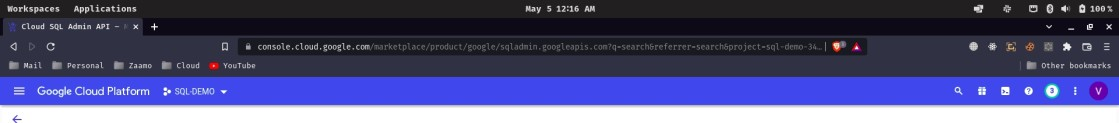 Workspaces Applications May 5 12:16 AM 100%
Cloud SQL Admin API –
console.cloud.google.com/marketplace/product/google/sqladmin.googleapis.com?q=search&referrer=search&project=sql-demo-34…
Mail Personal Zaamo Cloud YouTube Other bookmarks
Google Cloud Platform SQL-DEMO 3 V